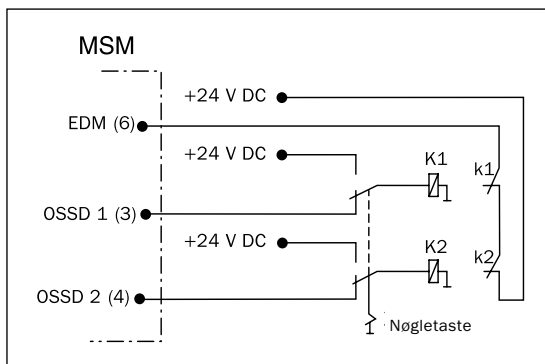 MSM
+24 V DC
EDM (6)
+24 V DC
K1
k1
OSSD 1 (3)
+24 V DC
K2
k2
OSSD 2 (4)
Nøgletaste